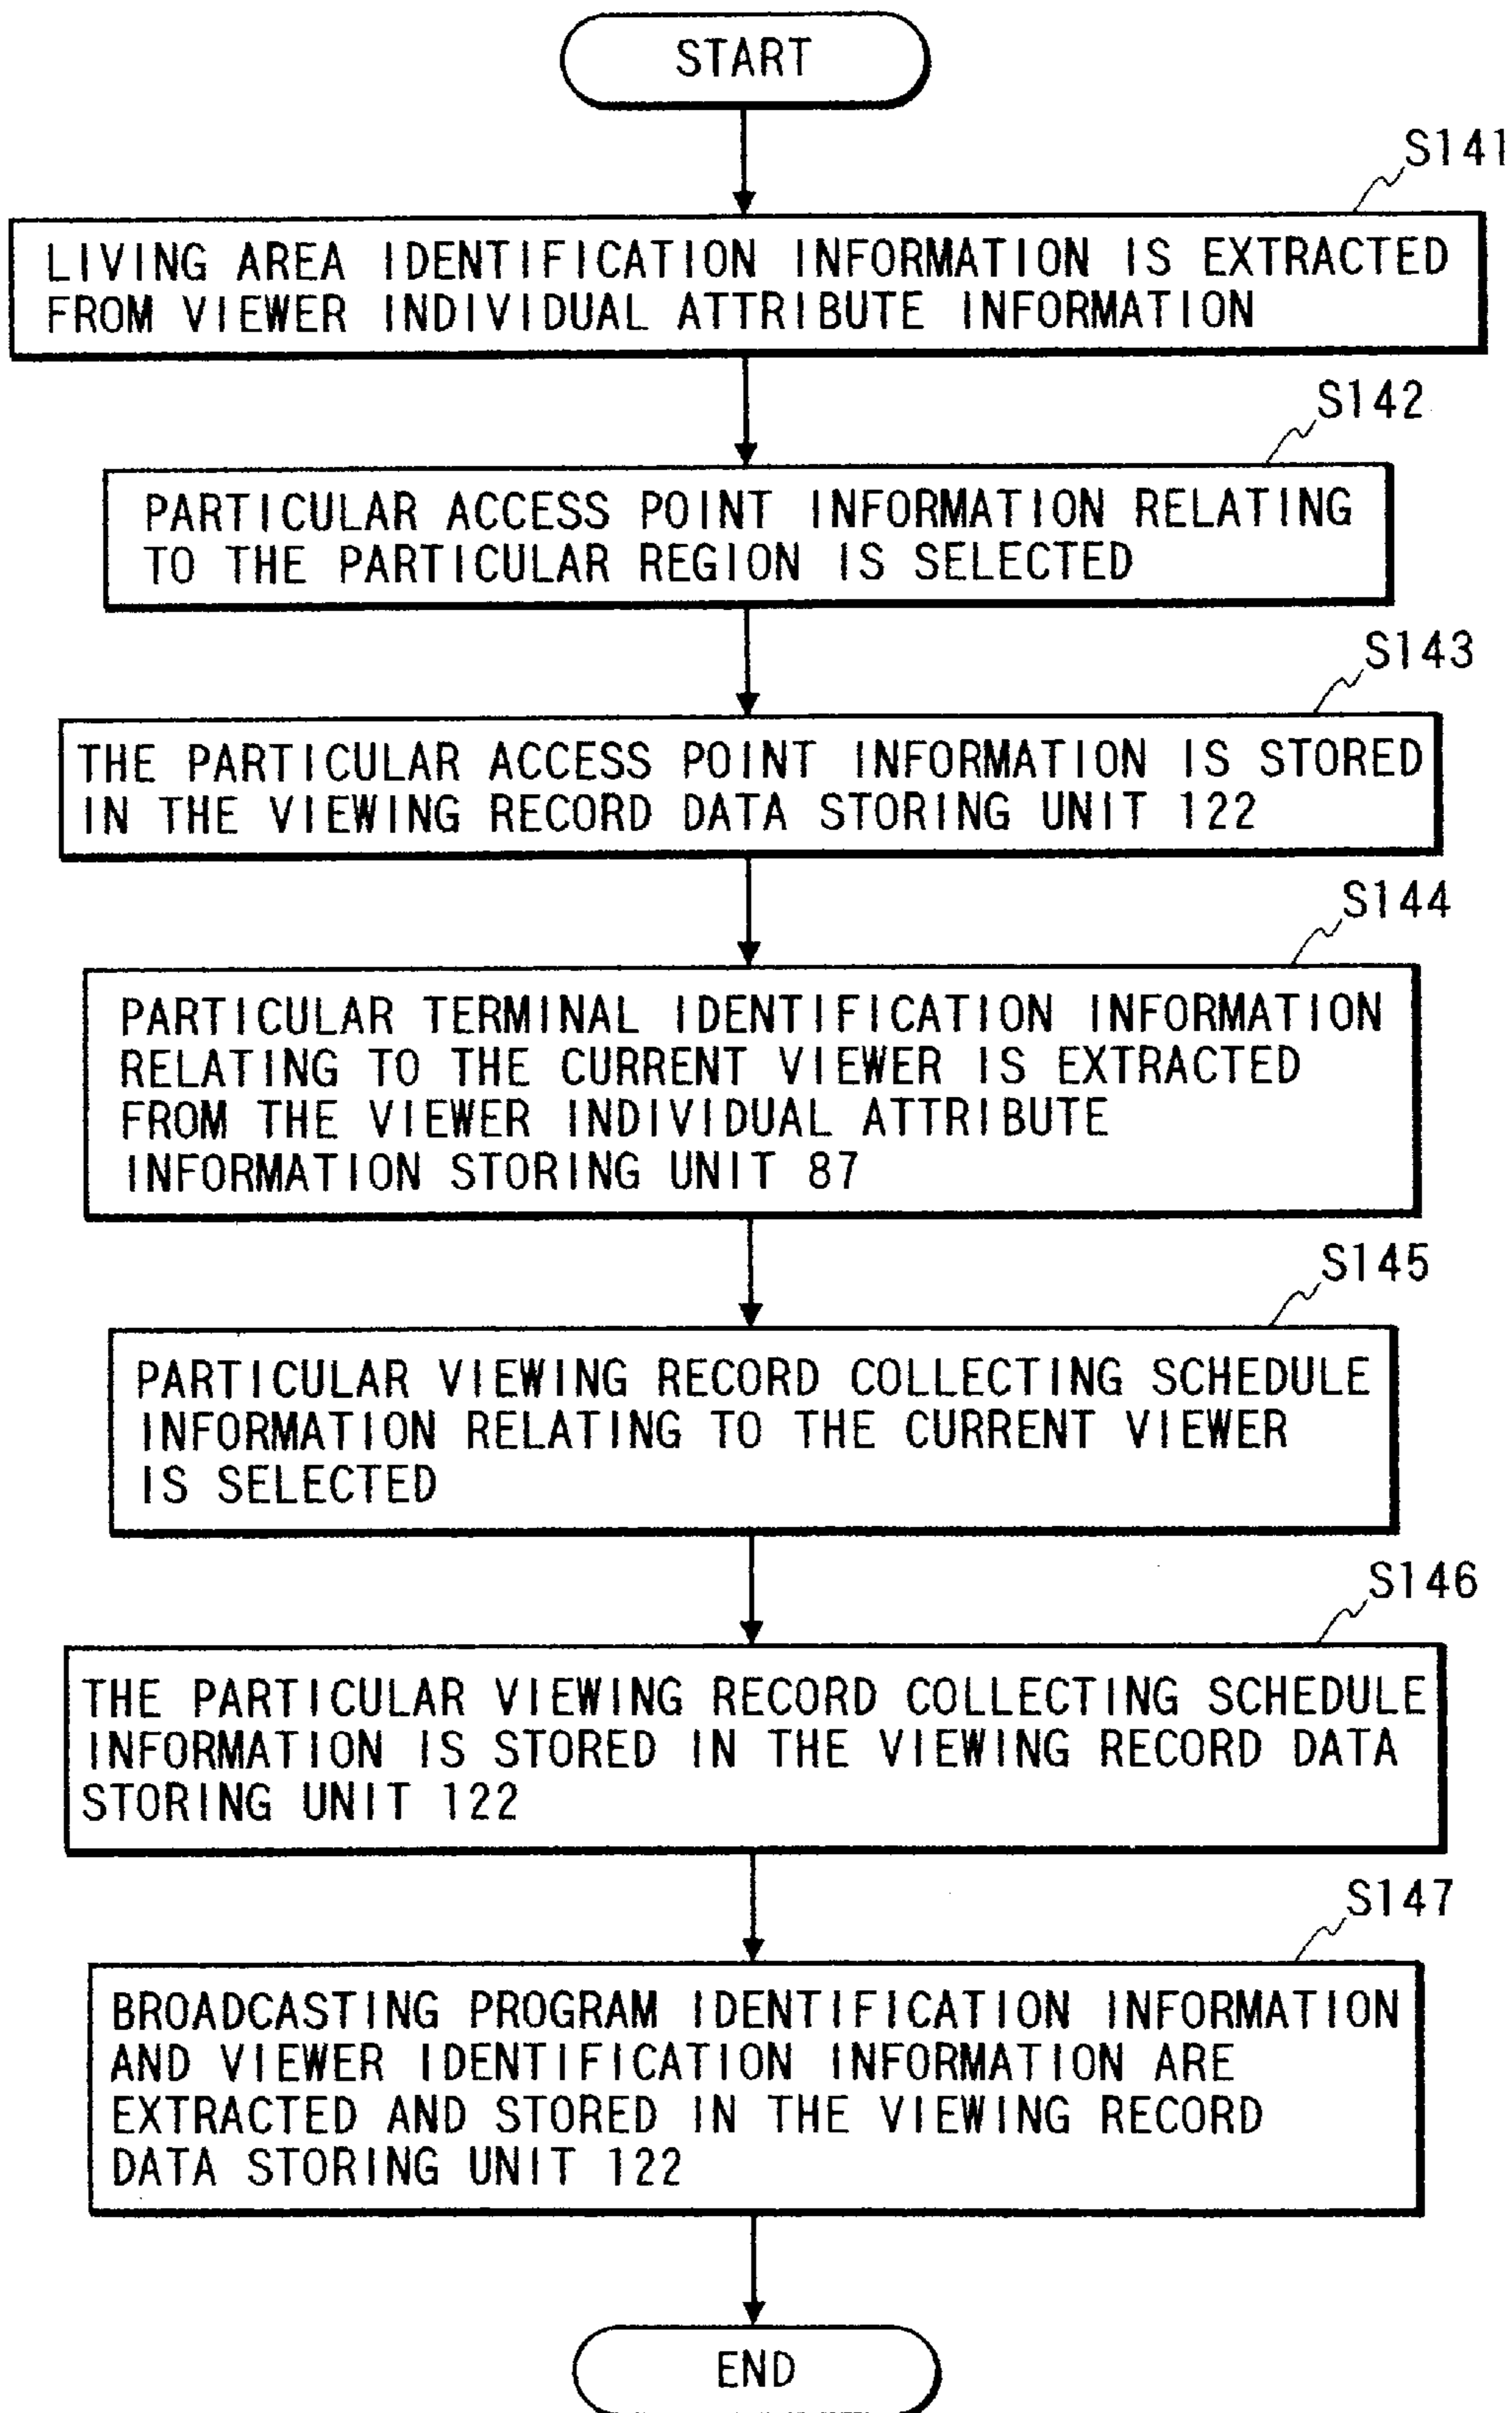 START
S141
LIVING AREA IDENTIFICATION INFORMATION IS EXTRACTED
FROM VIEWER INDIVIDUAL ATTRIBUTE INFORMATION
S142
PARTICULAR ACCESS POINT INFORMATION RELATING
TO THE PARTICULAR REGION IS SELECTED
S143
THE PARTICULAR ACCESS POINT INFORMATION IS STORED
IN THE VIEWING RECORD DATA STORING UNIT 122
S144
PARTICULAR TERMINAL IDENTIFICATION INFORMATION
RELATING TO THE CURRENT VIEWER IS EXTRACTED
FROM THE VIEWER INDIVIDUAL ATTRIBUTE
INFORMATION STORING UNIT 87
S145
PARTICULAR VIEWING RECORD COLLECTING SCHEDULE
INFORMATION RELATING TO THE CURRENT VIEWER
IS SELECTED
S146
THE PARTICULAR VIEWING RECORD COLLECTING SCHEDULE
INFORMATION IS STORED IN THE VIEWING RECORD DATA
STORING UNIT 122
S147
BROADCASTING PROGRAM IDENTIFICATION INFORMATION
AND VIEWER IDENTIFICATION INFORMATION ARE
EXTRACTED AND STORED IN THE VIEWING RECORD
DATA STORING UNIT 122
END